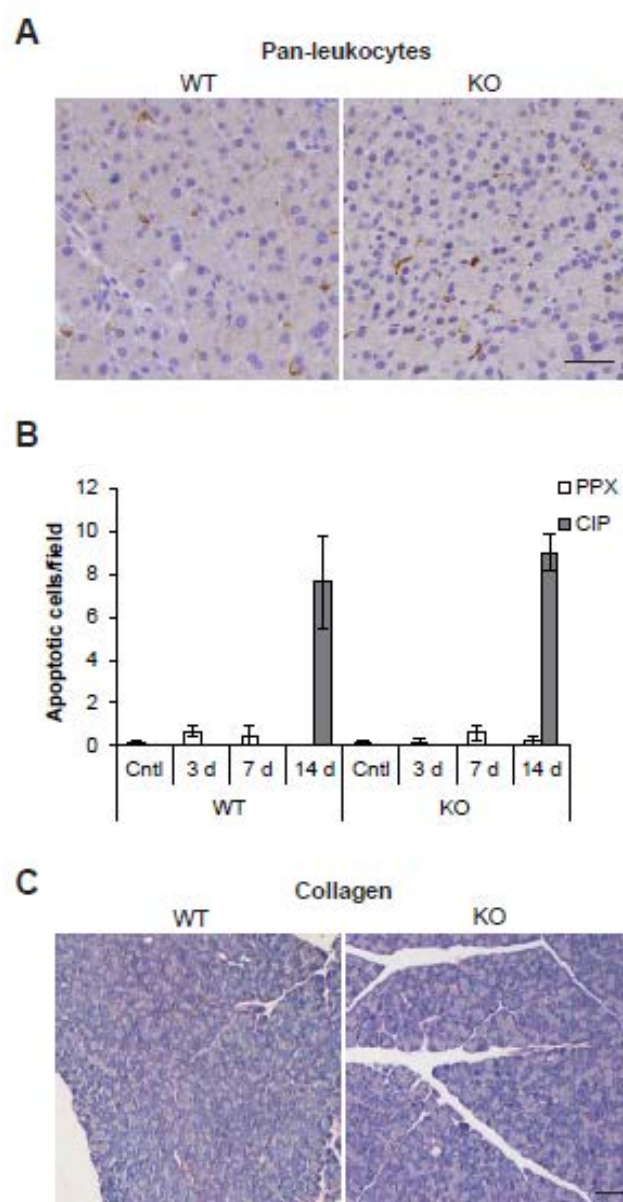 A
Pan-leukocytes
WT KO
B
12
10
8
6
4
2
0
Apoptotic cells/field
PPX
CIP
Cntl 3 d 7 d 14 d Cntl 3 d 7 d 14 d
WT KO
C
Collagen
WT KO